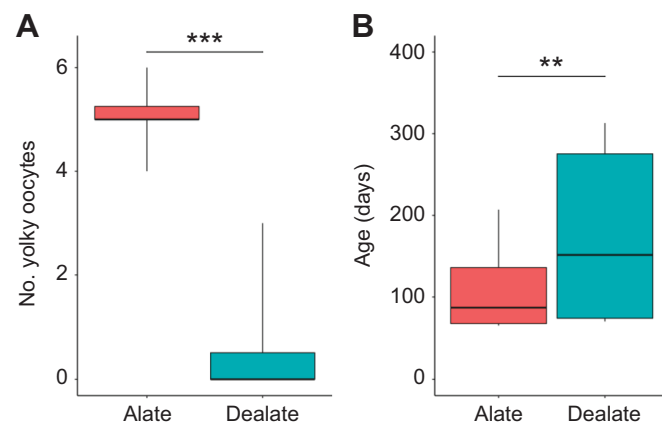 A
***
No. yolky oocytes
6
4
2
0
Alate Dealate
B
**
Age (days)
400
300
200
100
0
Alate Dealate